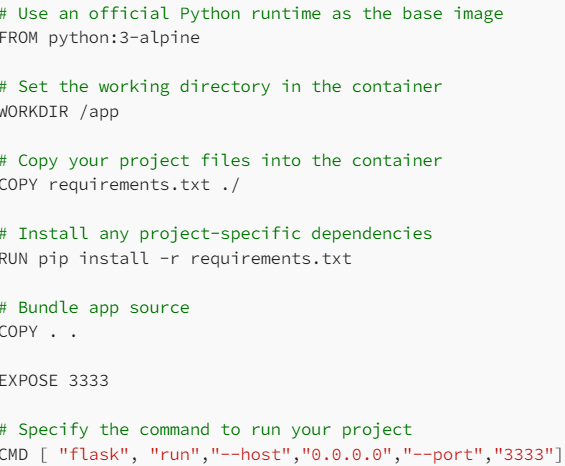 # Use an official Python runtime as the base image
FROM python:3-alpine
# Set the working directory in the container
WORKDIR /app
# Copy your project files into the container
COPY requirements.txt ./
# Install any project-specific dependencies
RUN pip install -r requirements.txt
# Bundle app source
COPY . .
EXPOSE 3333
# Specify the command to run your project
CMD [ "flask", "run","--host","0.0.0.0","--port","3333"]